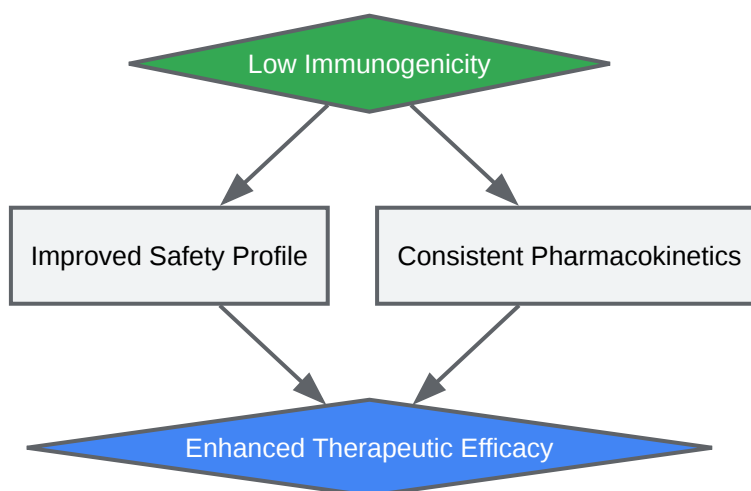 Low Immunogenicity
Improved Safety Profile
Consistent Pharmacokinetics
Enhanced Therapeutic Efficacy